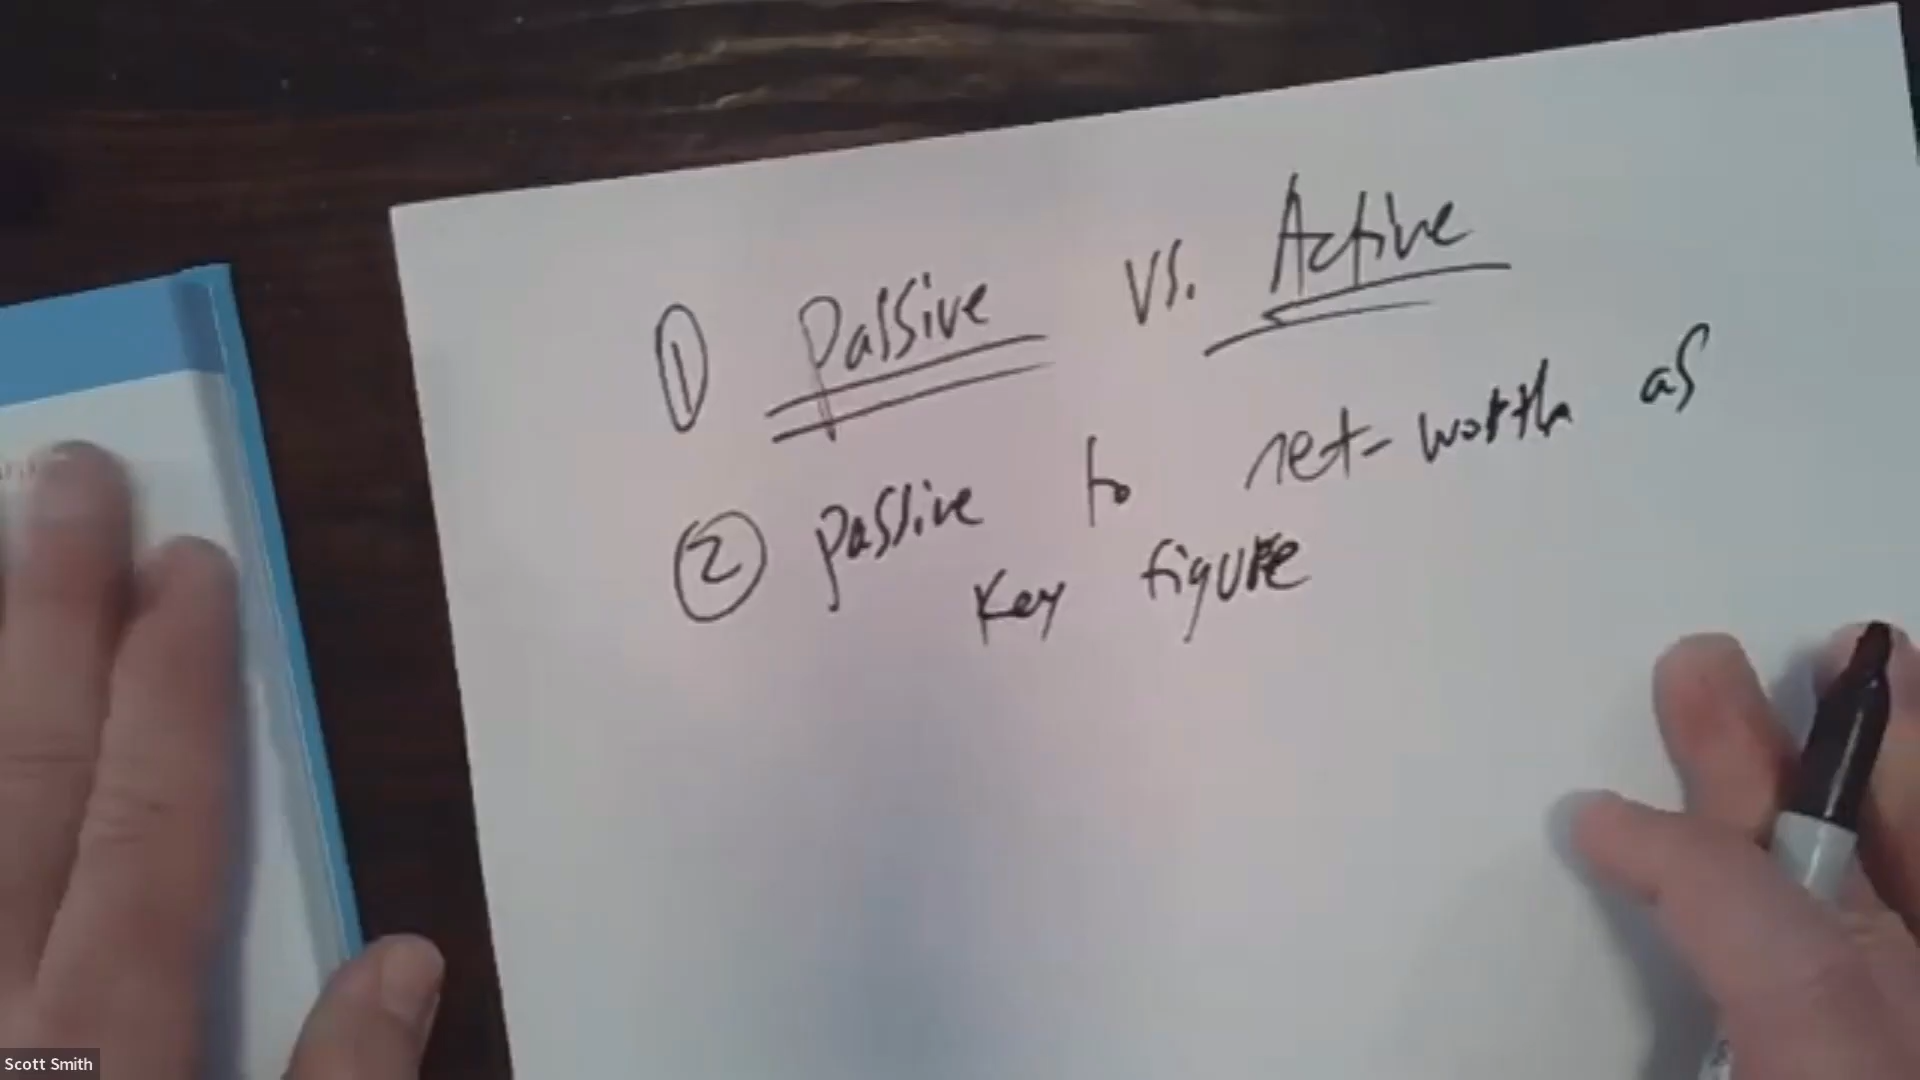 ① Passive vs. Active
② passive to net-worth as
key figure
Scott Smith